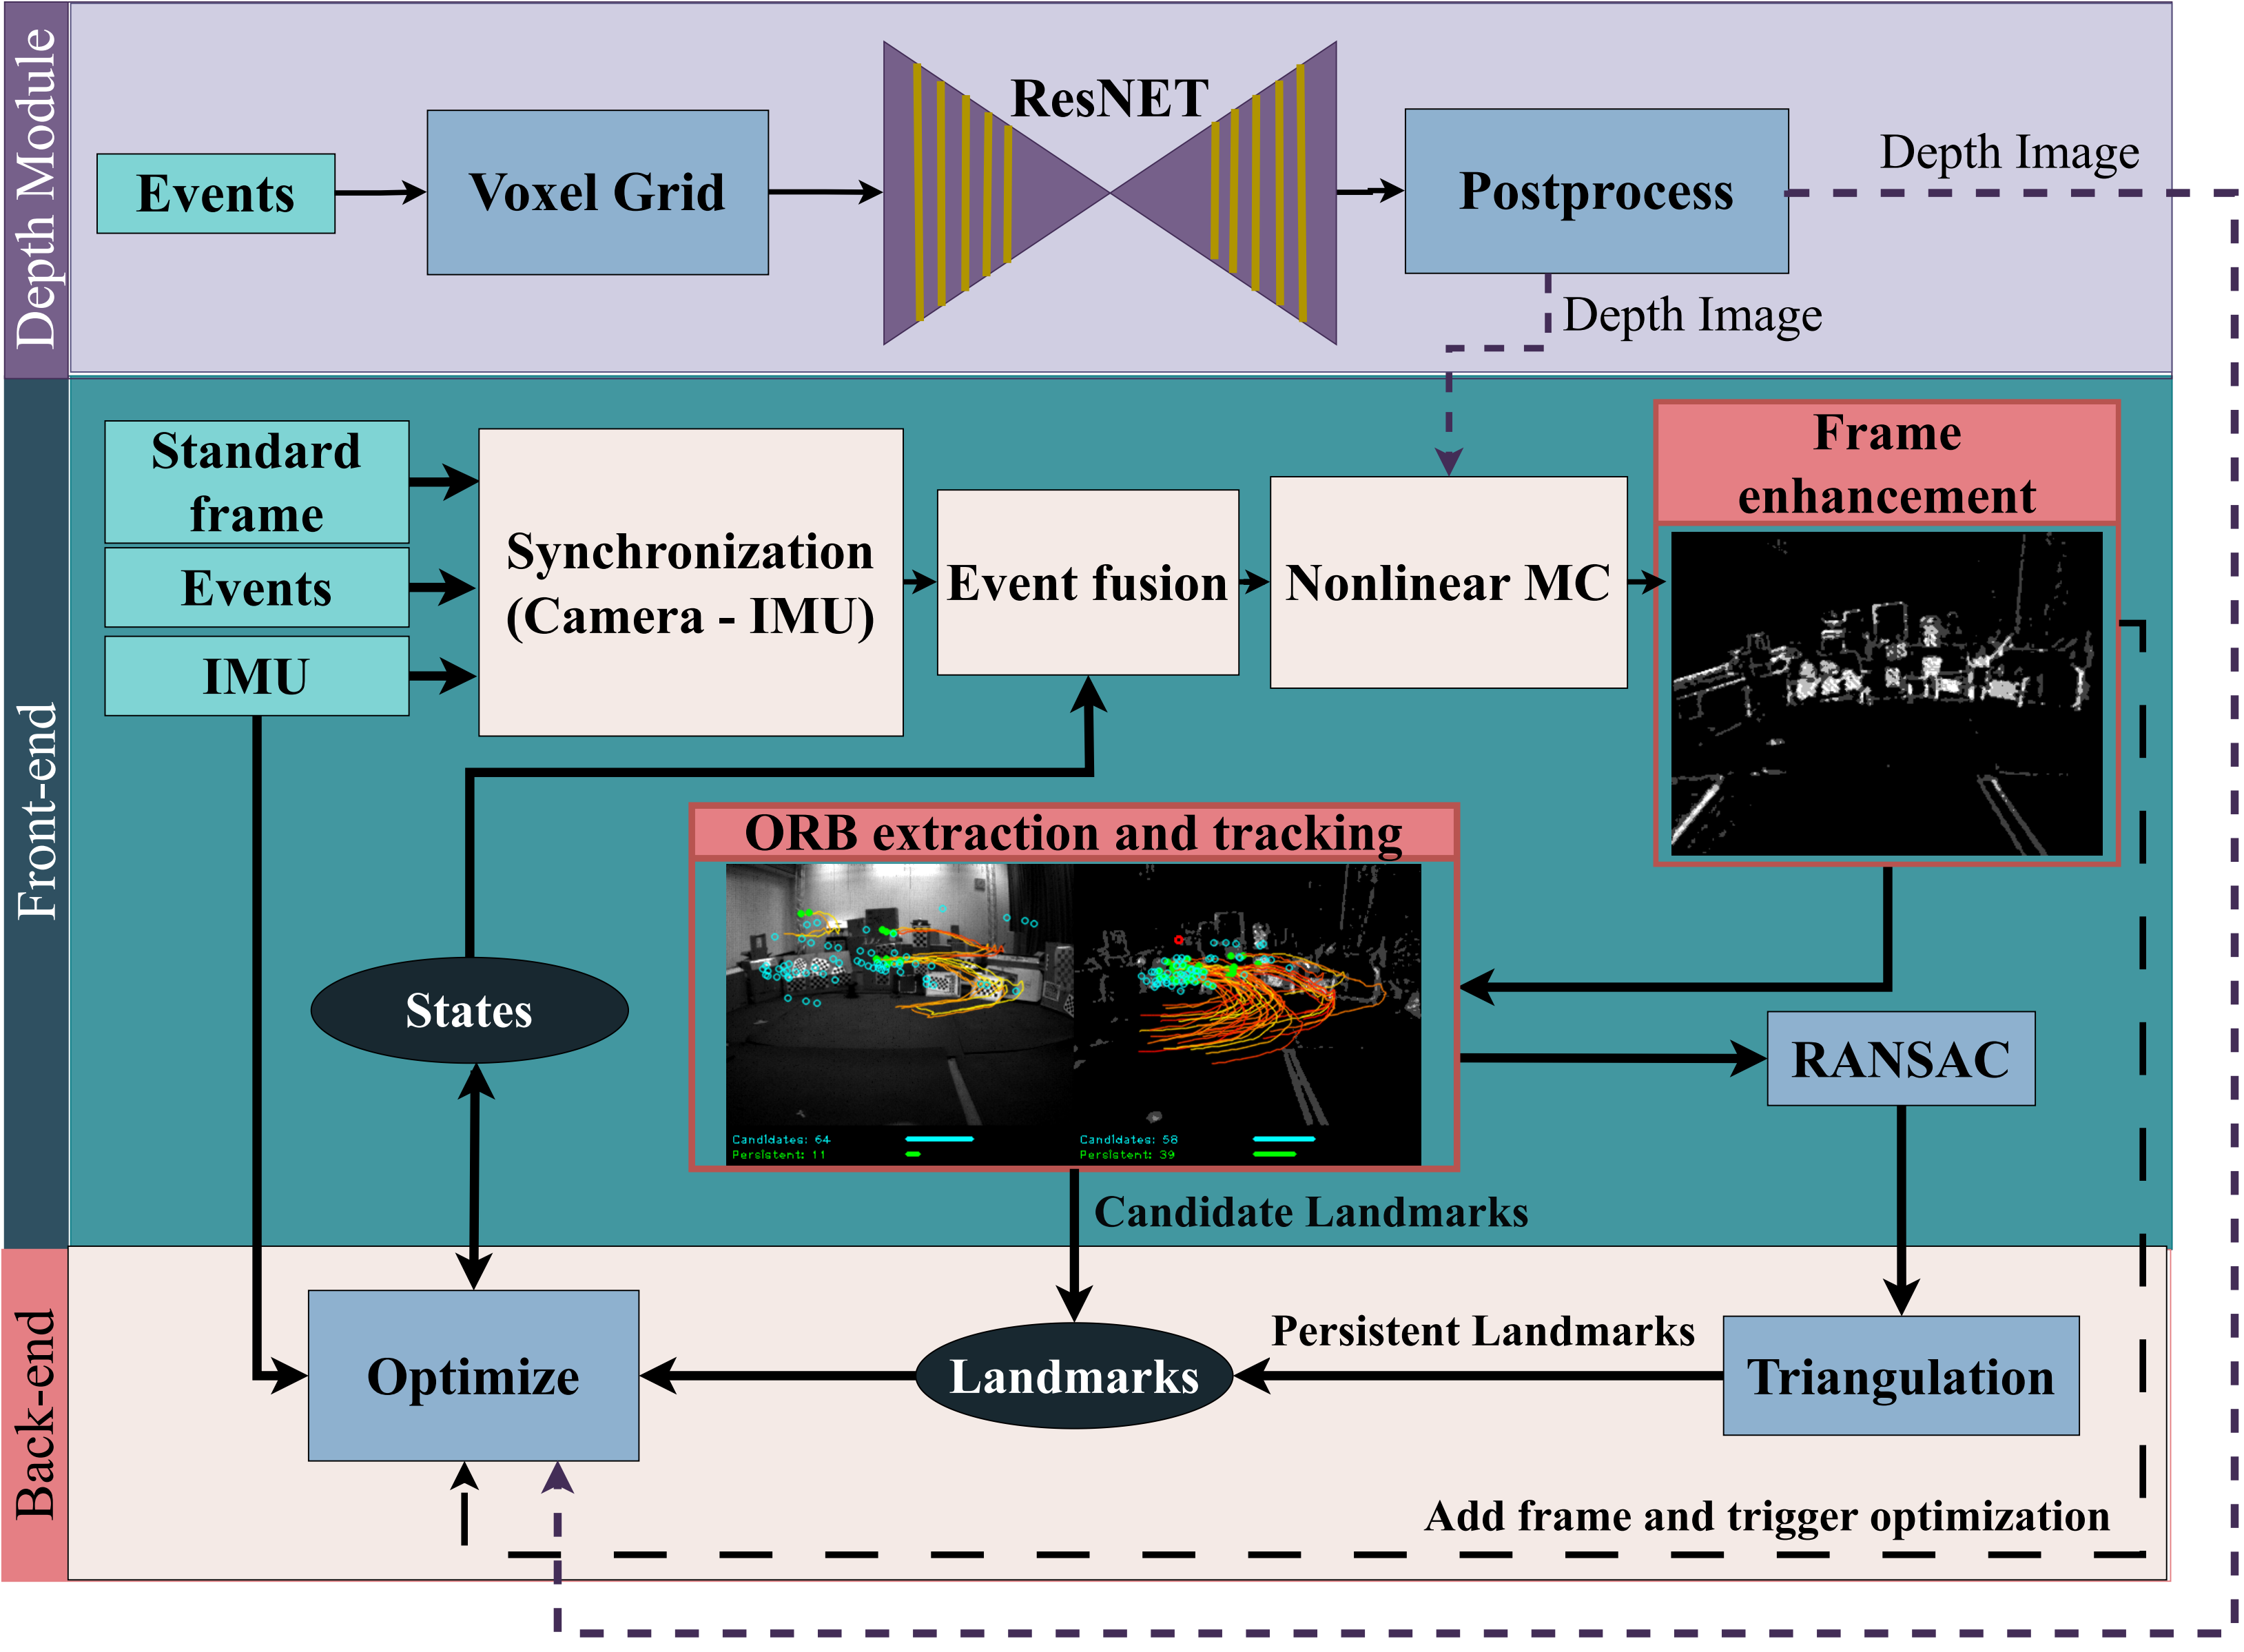 Depth Module
Events
Voxel Grid
ResNET
Postprocess
Depth Image
Depth Image
Front-end
Standard
frame
Events
IMU
Synchronization
(Camera - IMU)
Event fusion
Nonlinear MC
Frame
enhancement
ORB extraction and tracking
Candidates: 64
Persistent: 11
Candidates: 58
Persistent: 39
States
RANSAC
Candidate Landmarks
Back-end
Optimize
Landmarks
Persistent Landmarks
Triangulation
Add frame and trigger optimization